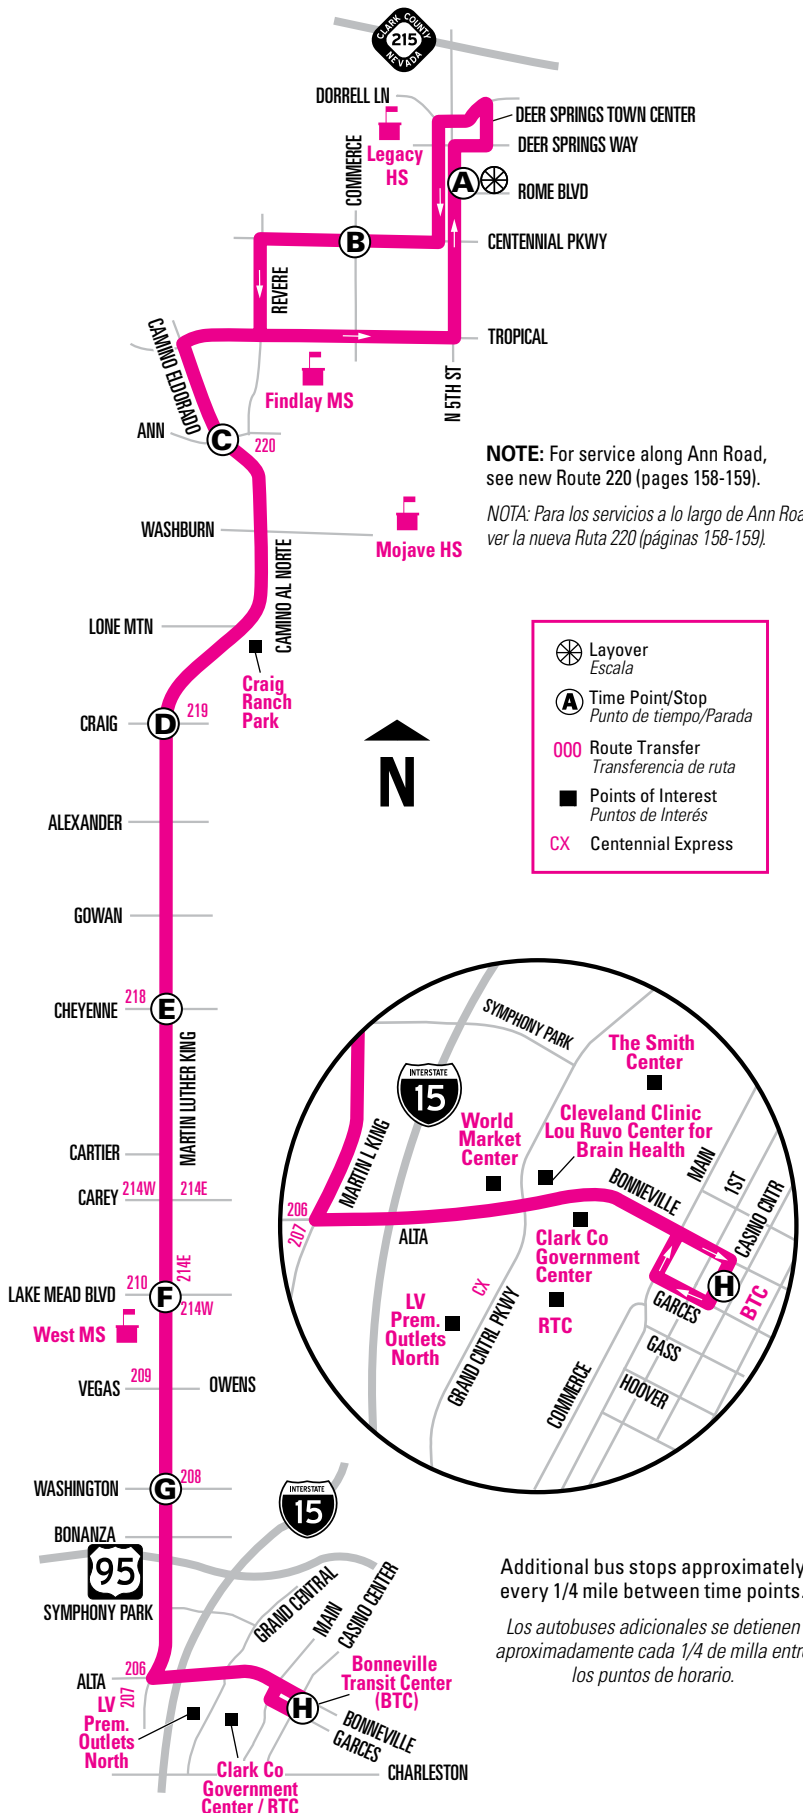 CLARK COUNTY
215
NEVADA
DORRELL LN
DEER SPRINGS TOWN CENTER
DEER SPRINGS WAY
Legacy
HS
COMMERCE
A
ROME BLVD
B
CENTENNIAL PKWY
REVERE
TROPICAL
CAMINO ELDORADO
N 5TH ST
Findlay MS
ANN
C
220
NOTE: For service along Ann Road,
see new Route 220 (pages 158-159).
NOTA: Para los servicios a lo largo de Ann Roa
ver la nueva Ruta 220 (páginas 158-159).
WASHBURN
Mojave HS
CAMINO AL NORTE
LONE MTN
Craig
Ranch
Park
CRAIG
D
219
N
Layover
Escala
A
Time Point/Stop
Punto de tiempo/Parada
000
Route Transfer
Transferencia de ruta
Points of Interest
Puntos de Interés
CX
Centennial Express
ALEXANDER
GOWAN
CHEYENNE
218
E
MARTIN LUTHER KING
CARTIER
CAREY
214W
214E
LAKE MEAD BLVD
210
F
214E
214W
West MS
VEGAS
209
OWENS
WASHINGTON
G
208
BONANZA
95
INTERSTATE
15
SYMPHONY PARK
GRAND CENTRAL
MAIN
CASINO CENTER
ALTA
206
207
LV
Prem.
Outlets
North
Clark Co
Government
Center / RTC
H
Bonneville
Transit Center
(BTC)
BONNEVILLE
GARCES
CHARLESTON
SYMPHONY PARK
The Smith
Center
INTERSTATE
15
World
Market
Center
Cleveland Clinic
Lou Ruvo Center for
Brain Health
MARTIN L KING
206
207
ALTA
BONNEVILLE
MAIN
1ST
CASINO CNTR
Clark Co
Government
Center
H
BTC
CX
LV
Prem.
Outlets
North
RTC
GRAND CNTRL PKWY
GARCES
GASS
HOOVER
COMMERCE
Additional bus stops approximately
every 1/4 mile between time points.
Los autobuses adicionales se detienen
aproximadamente cada 1/4 de milla entr
los puntos de horario.